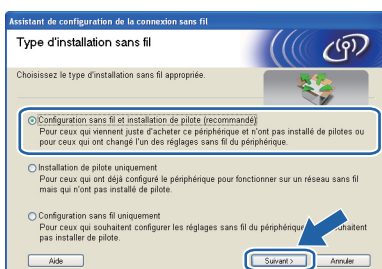 Assistant de configuration de la connexion sans fil
Type d'installation sans fil
Choisissez le type d'installation sans fil appropriée.
Configuration sans fil et installation de pilote (recommandé)
Pour ceux qui viennent juste d'acheter ce périphérique et n'ont pas installé de pilotes ou
pour ceux qui ont changé l'un des réglages sans fil du périphérique.
Installation de pilote uniquement
Pour ceux qui ont déjà configuré le périphérique pour fonctionner sur un réseau sans fil
mais qui n'ont pas installé de pilote.
Configuration sans fil uniquement
Pour ceux qui souhaitent configurer les réglages sans fil du périphérique
pas installer de pilote.
Aide
Suivant >
Annuler